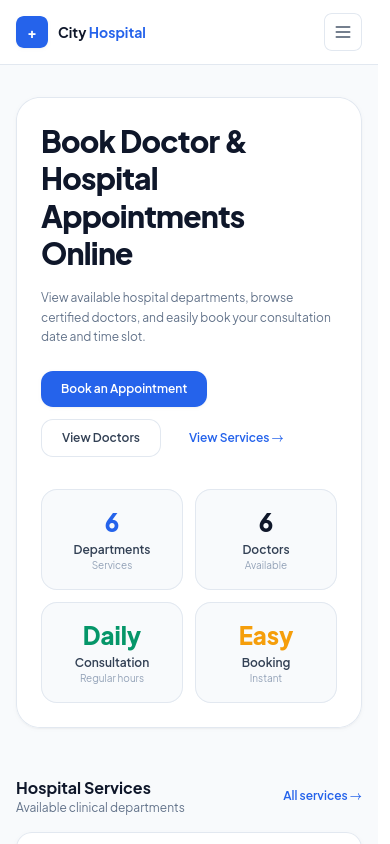 + City Hospital
Book Doctor &
Hospital
Appointments
Online
View available hospital departments, browse
certified doctors, and easily book your consultation
date and time slot.
Book an Appointment
View Doctors
View Services →
6
Departments
Services
6
Doctors
Available
Daily
Consultation
Regular hours
Easy
Booking
Instant
Hospital Services
Available clinical departments
All services →